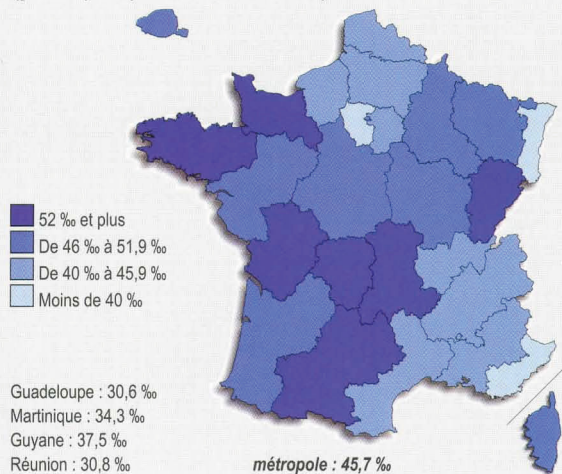 52 ‰ et plus
De 46 ‰ à 51,9 ‰
De 40 ‰ à 45,9 ‰
Moins de 40 ‰
Guadeloupe : 30,6 ‰
Martinique : 34,3 ‰
Guyane : 37,5 ‰
Réunion : 30,8 ‰
métropole : 45,7 ‰